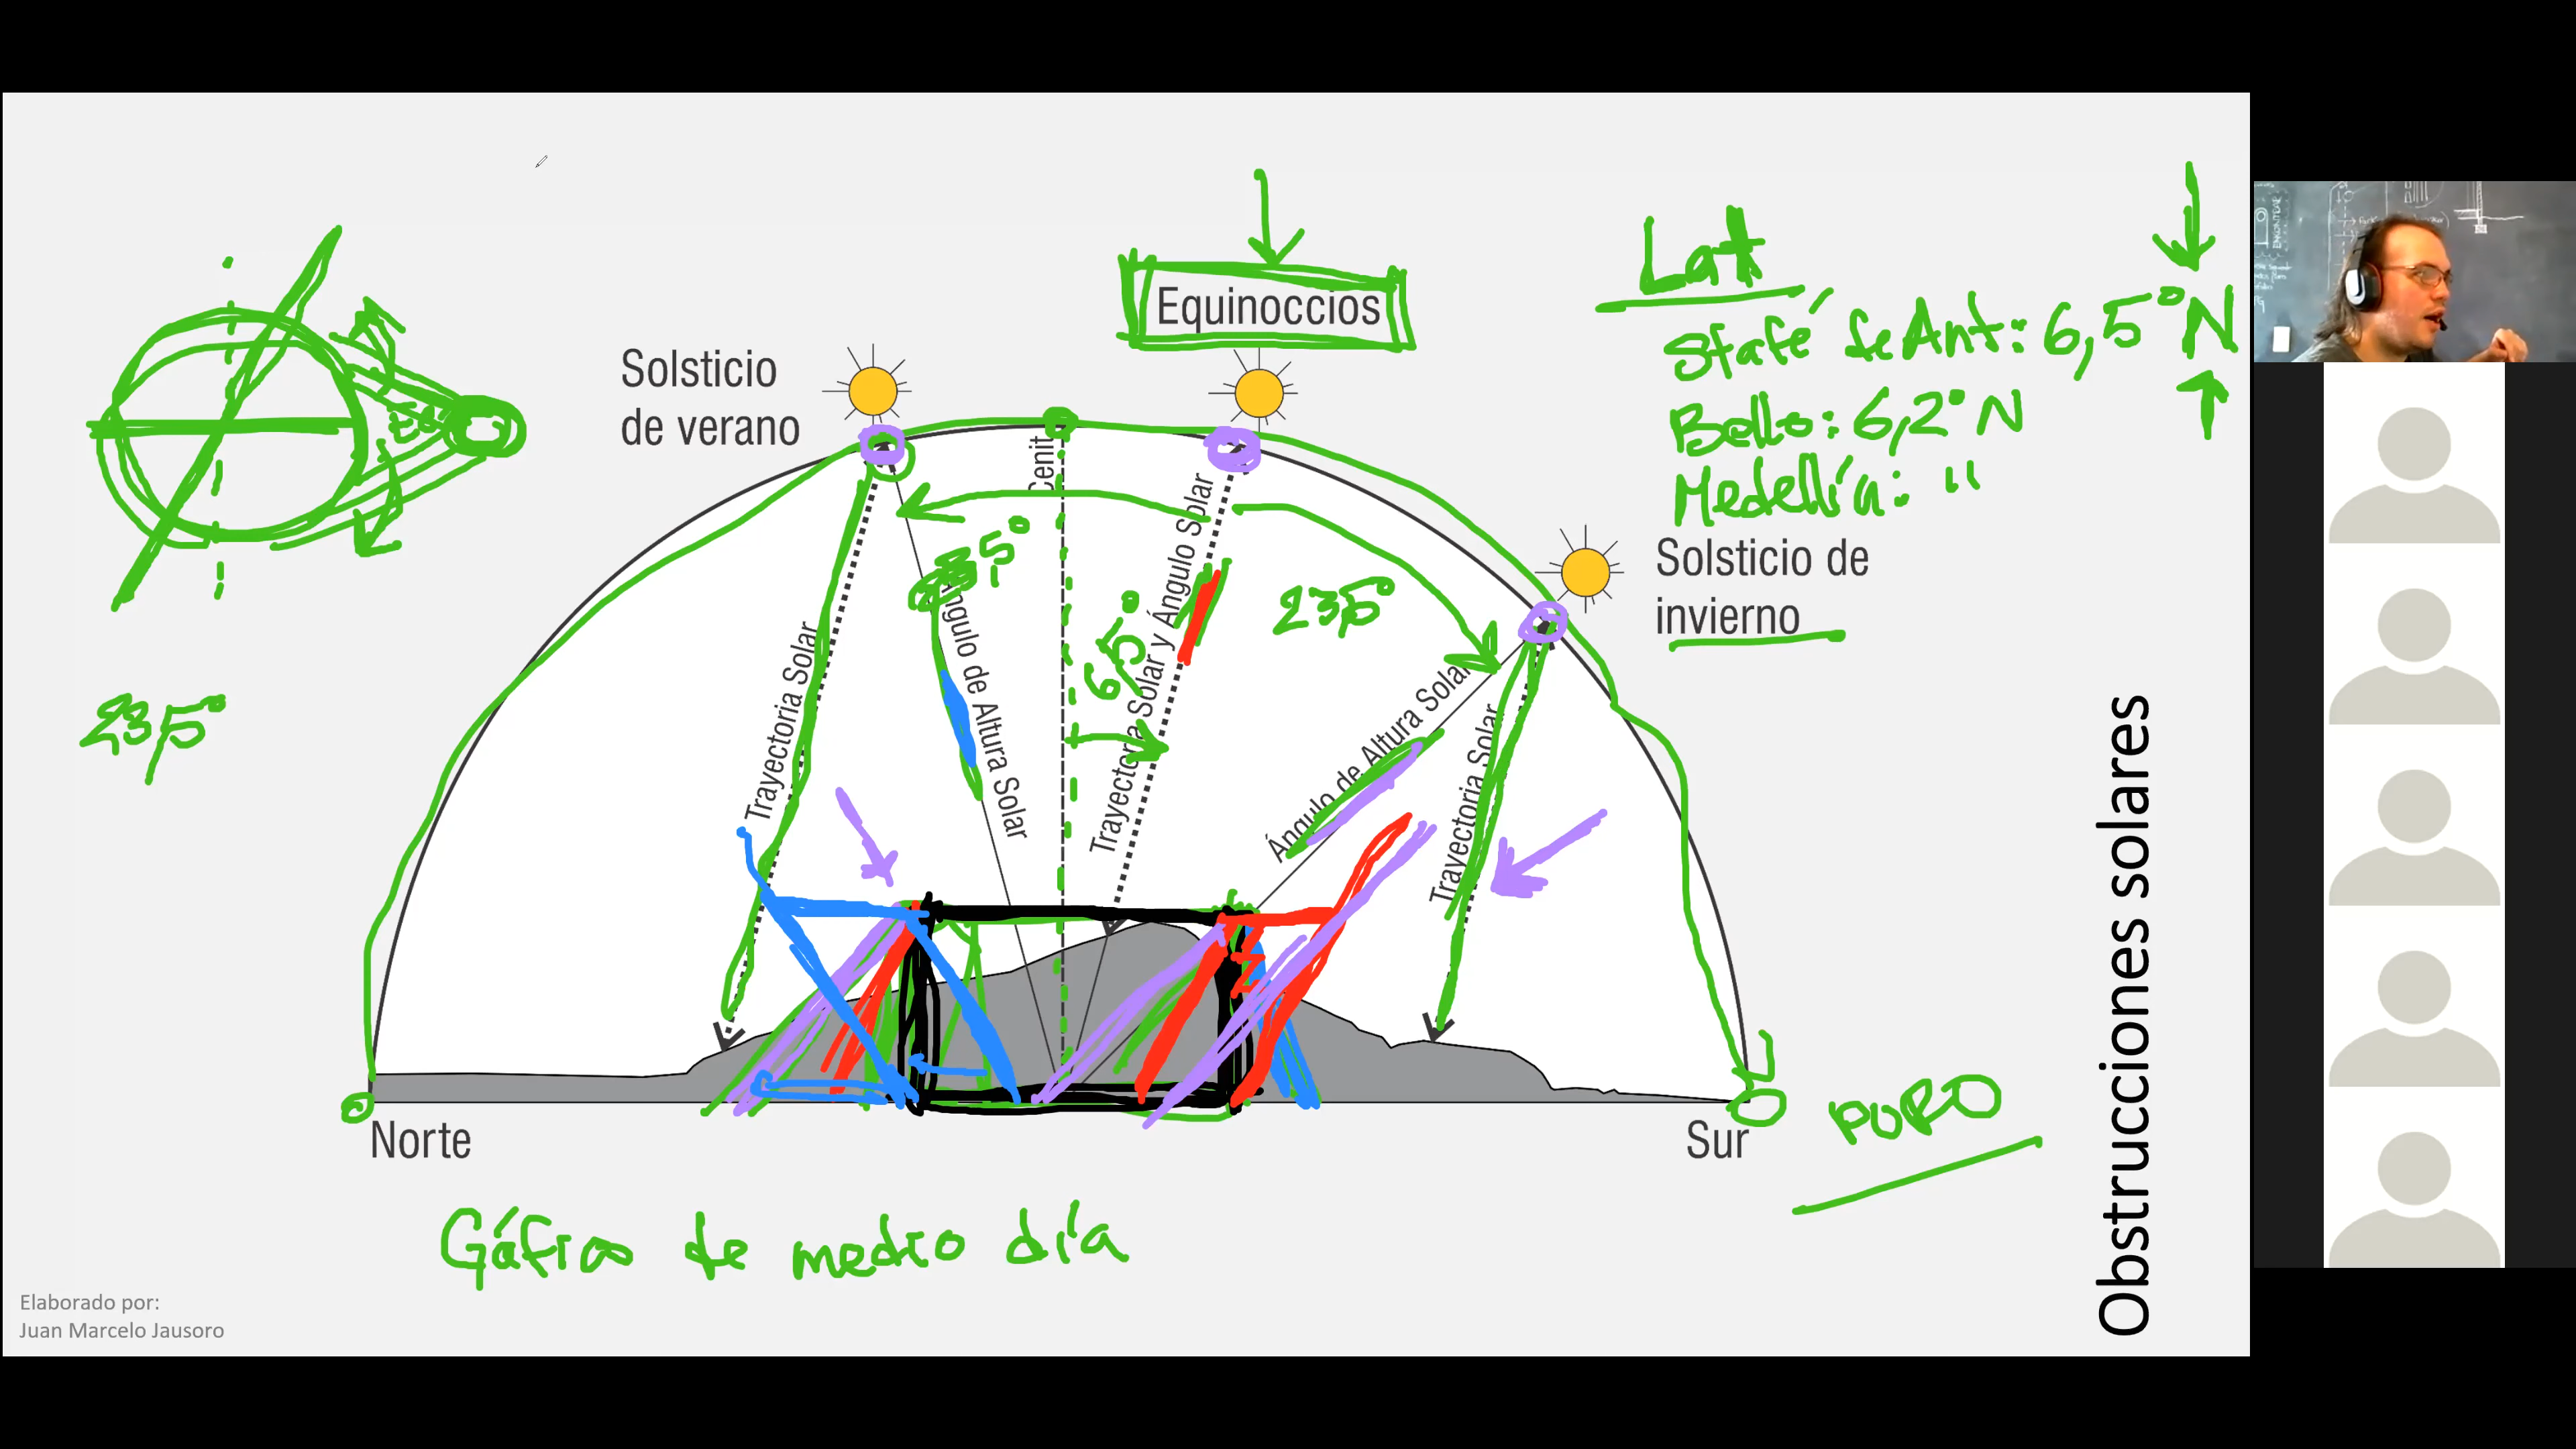 Lat
Stafé de Ant: 6,5° N
Bello: 6,2° N
Medellín: "
Equinoccios
Solsticio
de verano
Cenit
Solsticio de
invierno
23,5°
6,5°
23,5°
23,5°
Trayectoria Solar
Ángulo de Altura Solar
Trayectoria Solar y Ángulo Solar
Ángulo de Altura Solar
Trayectoria Solar
Norte
Sur
PURO
Gáfico de medio día
Obstrucciones solares
Elaborado por:
Juan Marcelo Jausoro